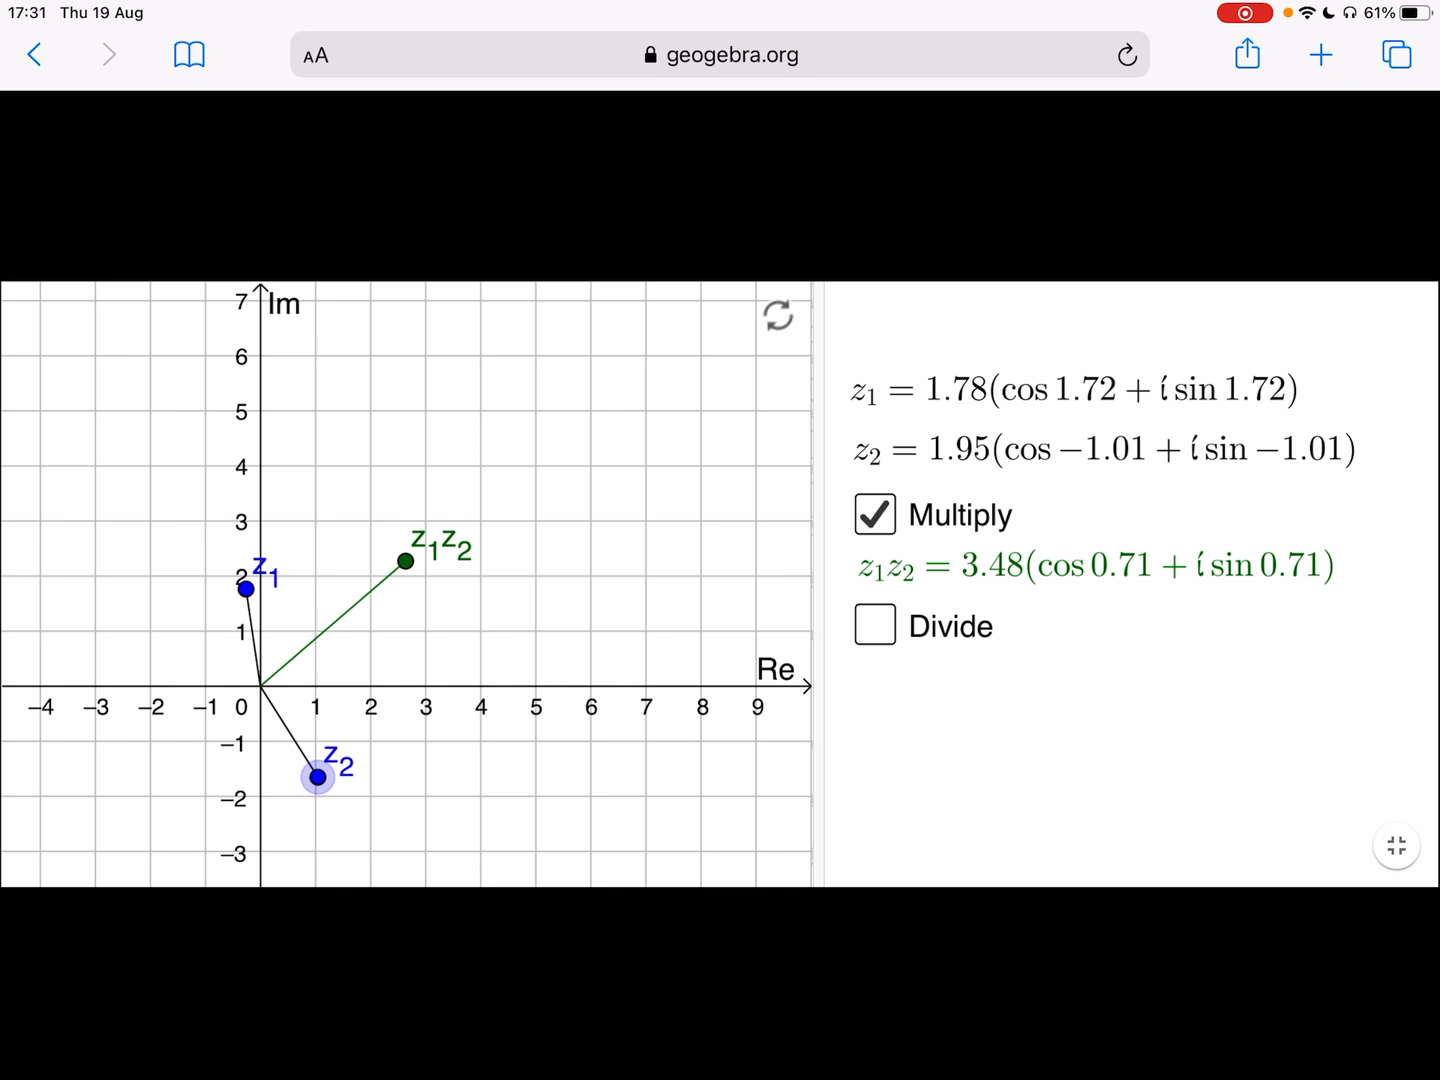 17:31 Thu 19 Aug
61%
AA
geogebra.org
7 Im
6
5
4
3
z₁z₂
2 z₁
1
Re
−4 −3 −2 −1 0 1 2 3 4 5 6 7 8 9
−1
z₂
−2
−3
z₁ = 1.78(cos 1.72 + í sin 1.72)
z₂ = 1.95(cos −1.01 + í sin −1.01)
Multiply
z₁z₂ = 3.48(cos 0.71 + í sin 0.71)
Divide